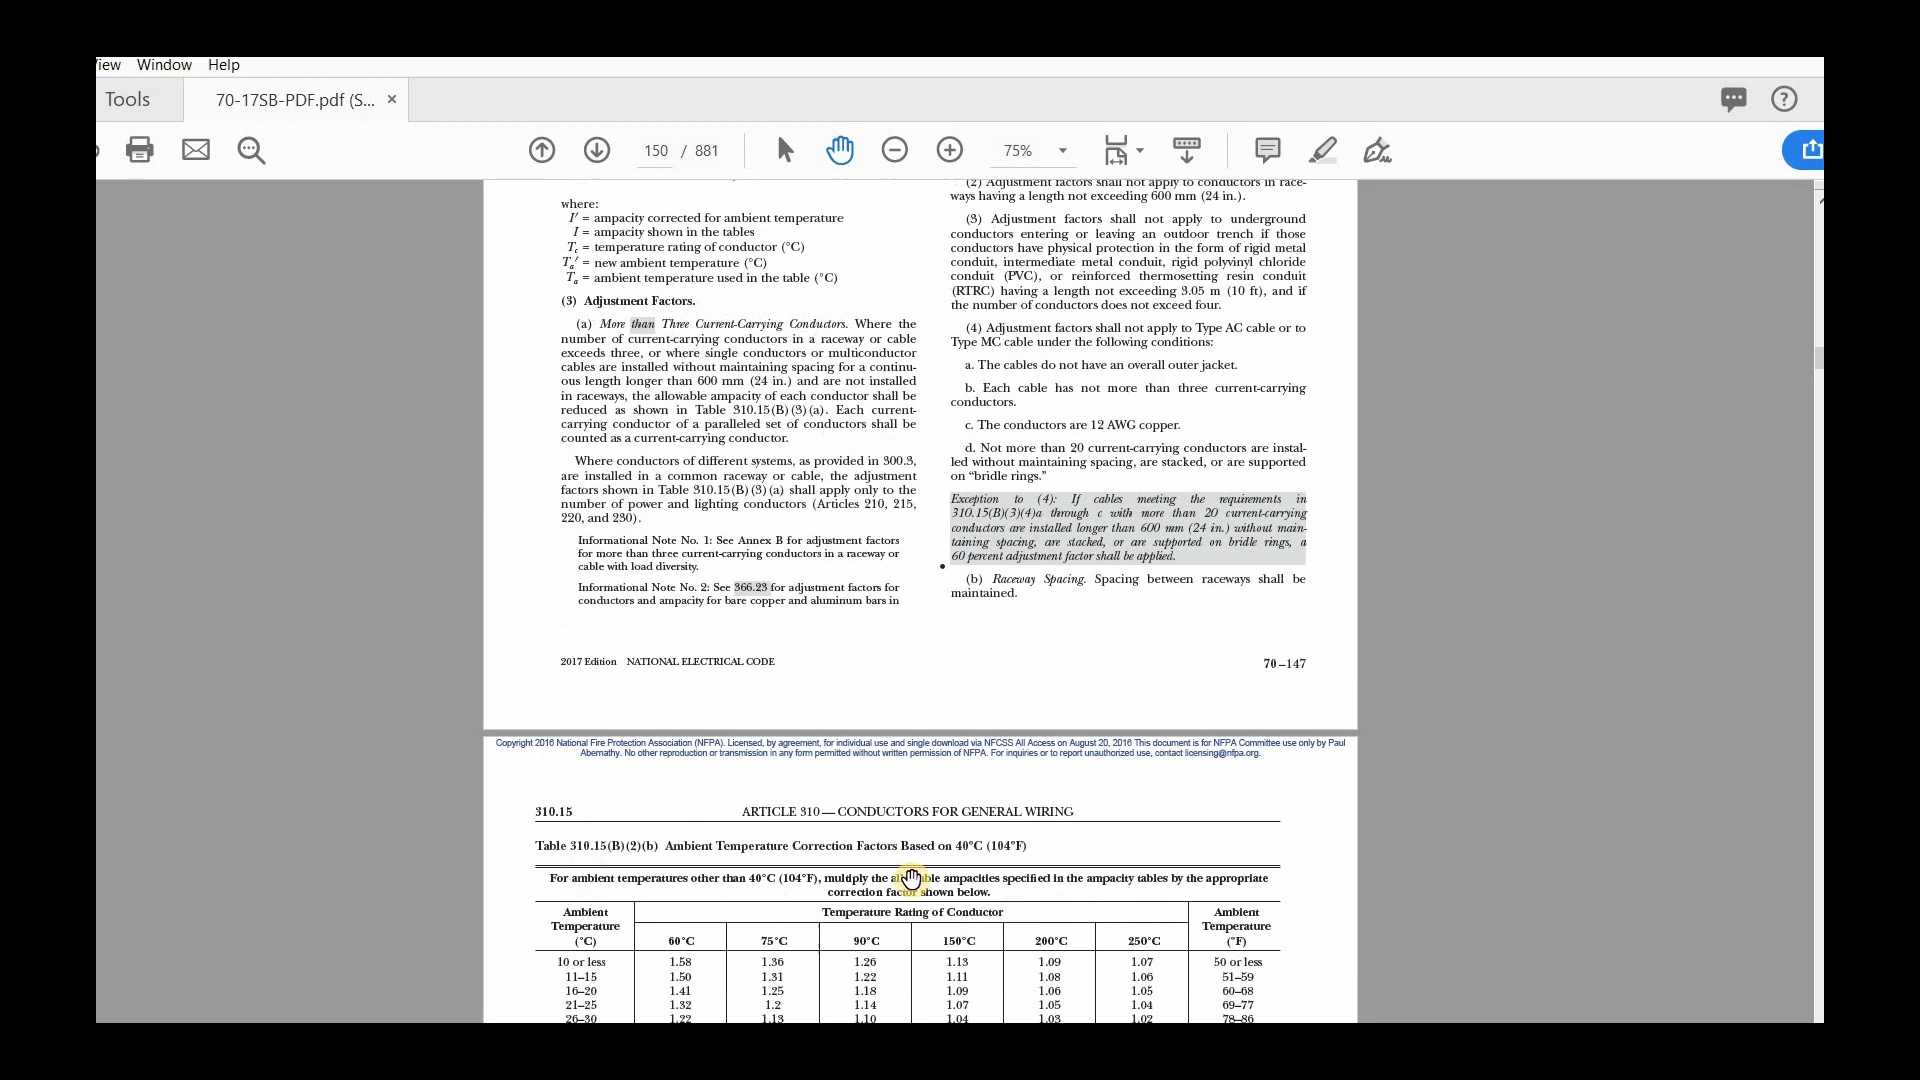 iew Window Help
Tools 70-17SB-PDF.pdf (S... ×
150 / 881 75%
where:
I′ = ampacity corrected for ambient temperature
I = ampacity shown in the tables
Tc = temperature rating of conductor (°C)
Ta′ = new ambient temperature (°C)
Ta = ambient temperature used in the table (°C)
(3) Adjustment Factors.
(a) More than Three Current-Carrying Conductors. Where the
number of current-carrying conductors in a raceway or cable
exceeds three, or where single conductors or multiconductor
cables are installed without maintaining spacing for a continu-
ous length longer than 600 mm (24 in.) and are not installed
in raceways, the allowable ampacity of each conductor shall be
reduced as shown in Table 310.15(B)(3)(a). Each current-
carrying conductor of a paralleled set of conductors shall be
counted as a current-carrying conductor.
Where conductors of different systems, as provided in 300.3,
are installed in a common raceway or cable, the adjustment
factors shown in Table 310.15(B)(3)(a) shall apply only to the
number of power and lighting conductors (Articles 210, 215,
220, and 230).
Informational Note No. 1: See Annex B for adjustment factors
for more than three current-carrying conductors in a raceway or
cable with load diversity.
Informational Note No. 2: See 366.23 for adjustment factors for
conductors and ampacity for bare copper and aluminum bars in
(2) Adjustment factors shall not apply to conductors in race-
ways having a length not exceeding 600 mm (24 in.).
(3) Adjustment factors shall not apply to underground
conductors entering or leaving an outdoor trench if those
conductors have physical protection in the form of rigid metal
conduit, intermediate metal conduit, rigid polyvinyl chloride
conduit (PVC), or reinforced thermosetting resin conduit
(RTRC) having a length not exceeding 3.05 m (10 ft), and if
the number of conductors does not exceed four.
(4) Adjustment factors shall not apply to Type AC cable or to
Type MC cable under the following conditions:
a. The cables do not have an overall outer jacket.
b. Each cable has not more than three current-carrying
conductors.
c. The conductors are 12 AWG copper.
d. Not more than 20 current-carrying conductors are instal-
led without maintaining spacing, are stacked, or are supported
on “bridle rings.”
Exception to (4): If cables meeting the requirements in
310.15(B)(3)(4)a through c with more than 20 current-carrying
conductors are installed longer than 600 mm (24 in.) without main-
taining spacing, are stacked, or are supported on bridle rings, a
60 percent adjustment factor shall be applied.
• (b) Raceway Spacing. Spacing between raceways shall be
maintained.
2017 Edition NATIONAL ELECTRICAL CODE 70–147
Copyright 2016 National Fire Protection Association (NFPA). Licensed, by agreement, for individual use and single download via NFCSS All Access on August 20, 2016 This document is for NFPA Committee use only by Paul
Abernathy. No other reproduction or transmission in any form permitted without written permission of NFPA. For inquiries or to report unauthorized use, contact licensing@nfpa.org.
310.15 ARTICLE 310 — CONDUCTORS FOR GENERAL WIRING
Table 310.15(B)(2)(b) Ambient Temperature Correction Factors Based on 40°C (104°F)
For ambient temperatures other than 40°C (104°F), multiply the ampacities specified in the ampacity tables by the appropriate
correction factor shown below.
Ambient Temperature Rating of Conductor Ambient
Temperature Temperature
(°C) 60°C 75°C 90°C 150°C 200°C 250°C (°F)
10 or less 1.58 1.36 1.26 1.13 1.09 1.07 50 or less
11–15 1.50 1.31 1.22 1.11 1.08 1.06 51–59
16–20 1.41 1.25 1.18 1.09 1.06 1.05 60–68
21–25 1.32 1.2 1.14 1.07 1.05 1.04 69–77
26–30 1.22 1.13 1.10 1.04 1.03 1.02 78–86